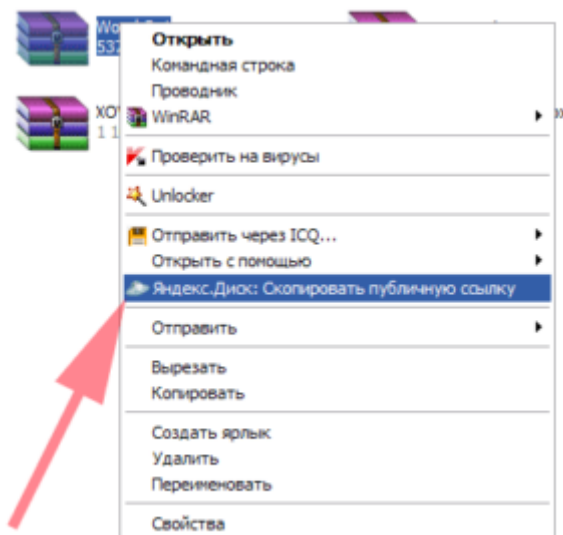 Открыть
Командная строка
Проводник
WinRAR
Проверить на вирусы
Unlocker
Отправить через ICQ...
Открыть с помощью
Яндекс.Диск: Скопировать публичную ссылку
Отправить
Вырезать
Копировать
Создать ярлык
Удалить
Переименовать
Свойства